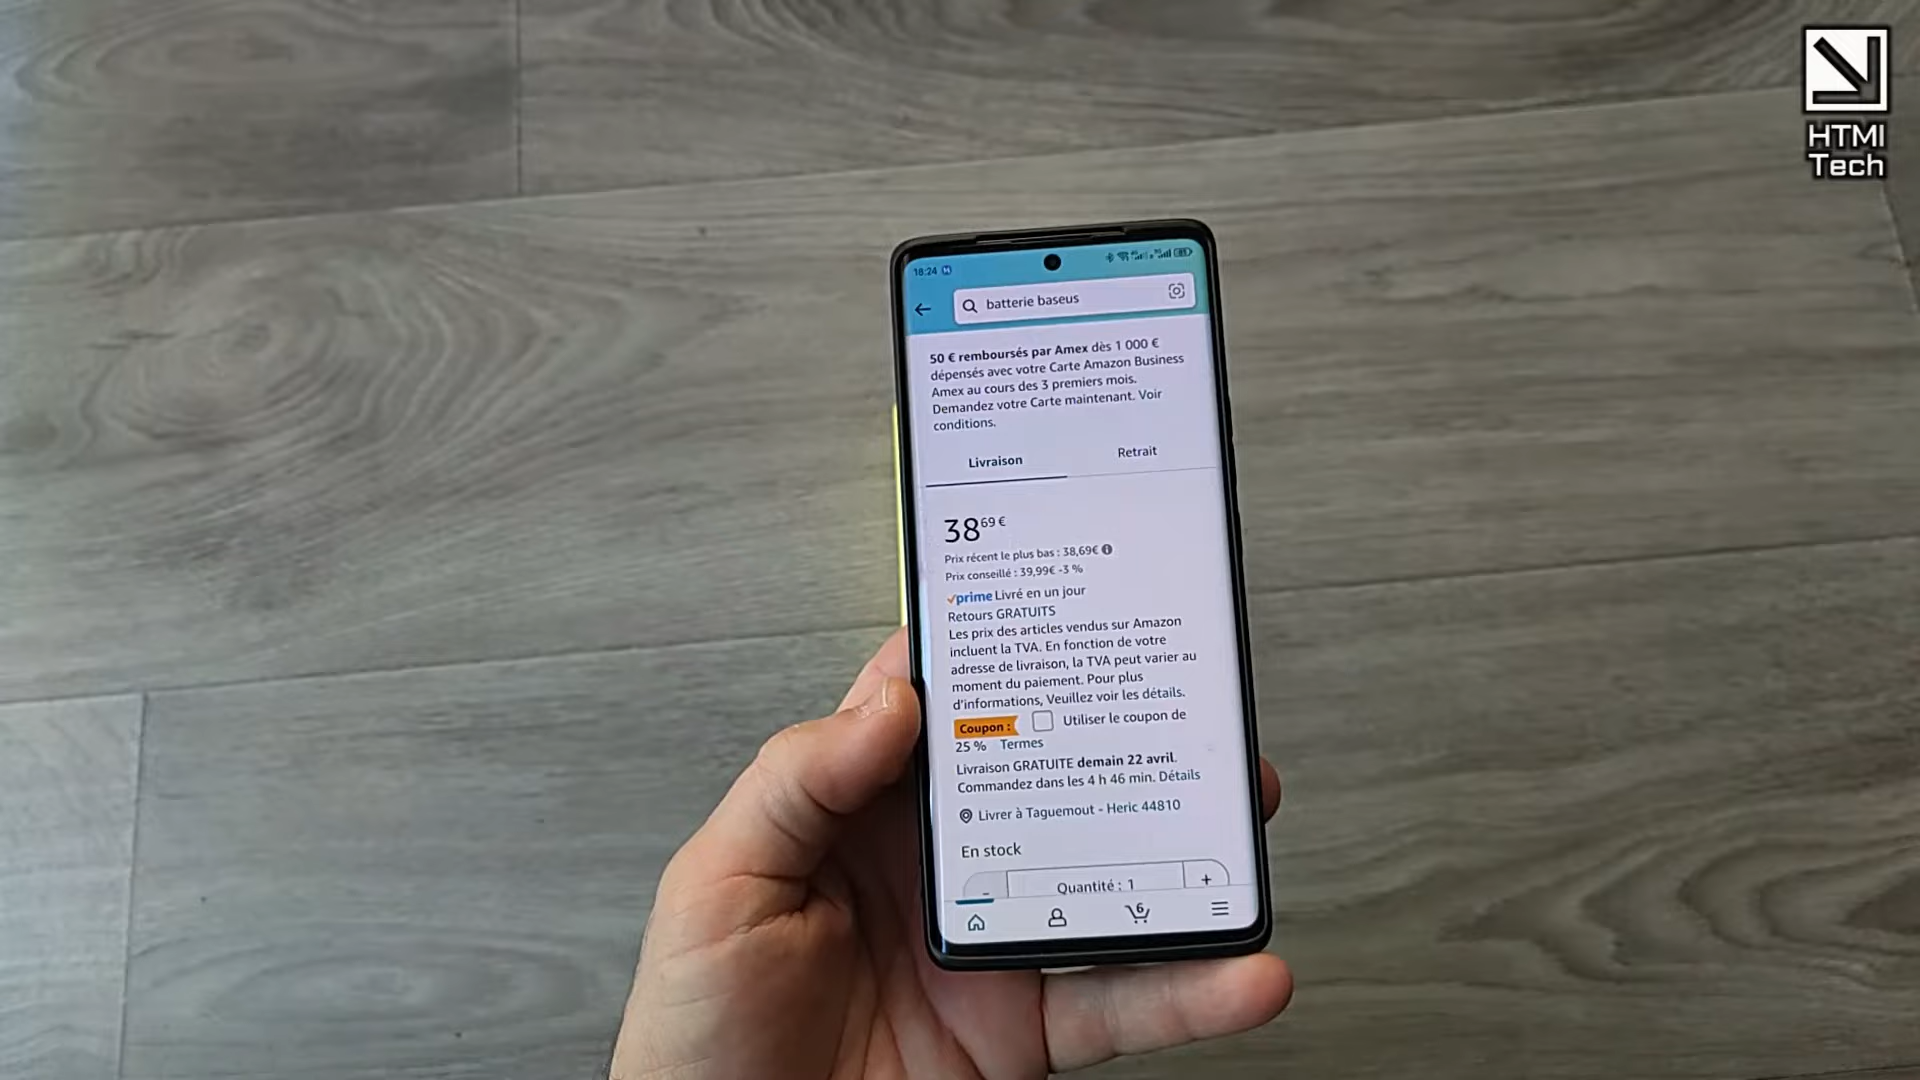 HTMI
Tech
18:24
batterie baseus
50 € remboursés par Amex dès 1 000 €
dépensés avec votre Carte Amazon Business
Amex au cours des 3 premiers mois.
Demandez votre Carte maintenant. Voir
conditions.
Livraison
Retrait
38 69 €
Prix récent le plus bas : 38,69€
Prix conseillé : 39,99€ -3 %
prime Livré en un jour
Retours GRATUITS
Les prix des articles vendus sur Amazon
incluent la TVA. En fonction de votre
adresse de livraison, la TVA peut varier au
moment du paiement. Pour plus
d'informations, Veuillez voir les détails.
Coupon : Utiliser le coupon de
25 % Termes
Livraison GRATUITE demain 22 avril.
Commandez dans les 4 h 46 min. Détails
Livrer à Taguemout - Heric 44810
En stock
- Quantité : 1 +
6